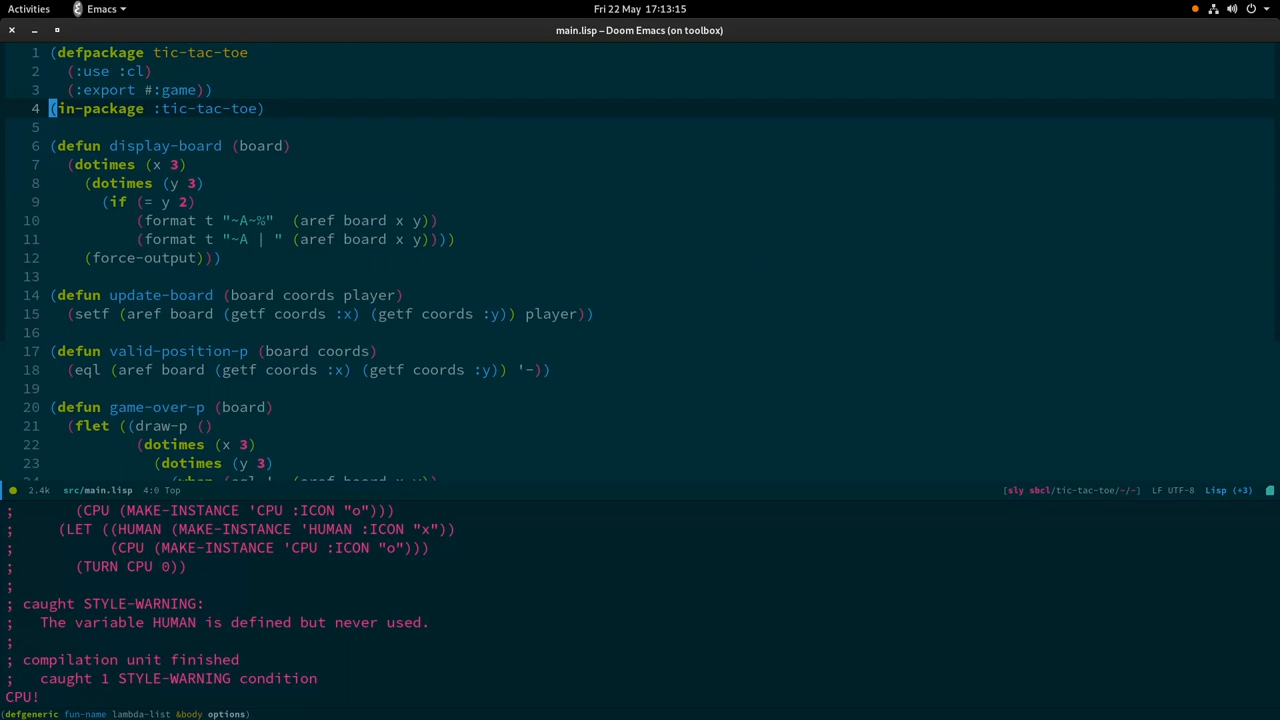 Activities Emacs Fri 22 May 17:13:15
main.lisp – Doom Emacs (on toolbox)
1 (defpackage tic-tac-toe
2 (:use :cl)
3 (:export #:game))
4 (in-package :tic-tac-toe)
5
6 (defun display-board (board)
7 (dotimes (x 3)
8 (dotimes (y 3)
9 (if (= y 2)
10 (format t "~A~%" (aref board x y))
11 (format t "~A | " (aref board x y))))
12 (force-output)))
13
14 (defun update-board (board coords player)
15 (setf (aref board (getf coords :x) (getf coords :y)) player))
16
17 (defun valid-position-p (board coords)
18 (eql (aref board (getf coords :x) (getf coords :y)) '-))
19
20 (defun game-over-p (board)
21 (flet ((draw-p ()
22 (dotimes (x 3)
23 (dotimes (y 3)
2.4k src/main.lisp 4:0 Top [sly sbcl/tic-tac-toe/-/-] LF UTF-8 Lisp (+3)
; (CPU (MAKE-INSTANCE 'CPU :ICON "o")))
; (LET ((HUMAN (MAKE-INSTANCE 'HUMAN :ICON "x"))
; (CPU (MAKE-INSTANCE 'CPU :ICON "o")))
; (TURN CPU 0))
;
; caught STYLE-WARNING:
; The variable HUMAN is defined but never used.
;
; compilation unit finished
; caught 1 STYLE-WARNING condition
CPU!
(defgeneric fun-name lambda-list &body options)